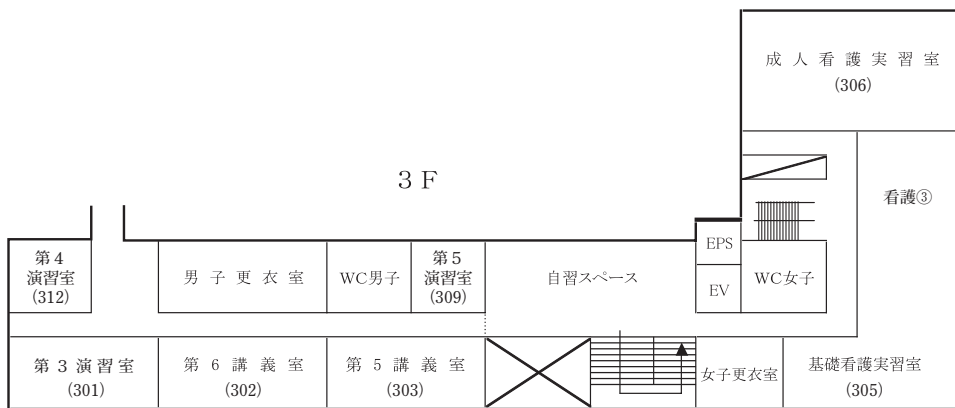 成人看護実習室
(306)
3F
看護③
EPS
第4
演習室
(312)
男子更衣室
WC男子
第5
演習室
(309)
自習スペース
EV
WC女子
第3演習室
(301)
第6講義室
(302)
第5講義室
(303)
女子更衣室
基礎看護実習室
(305)